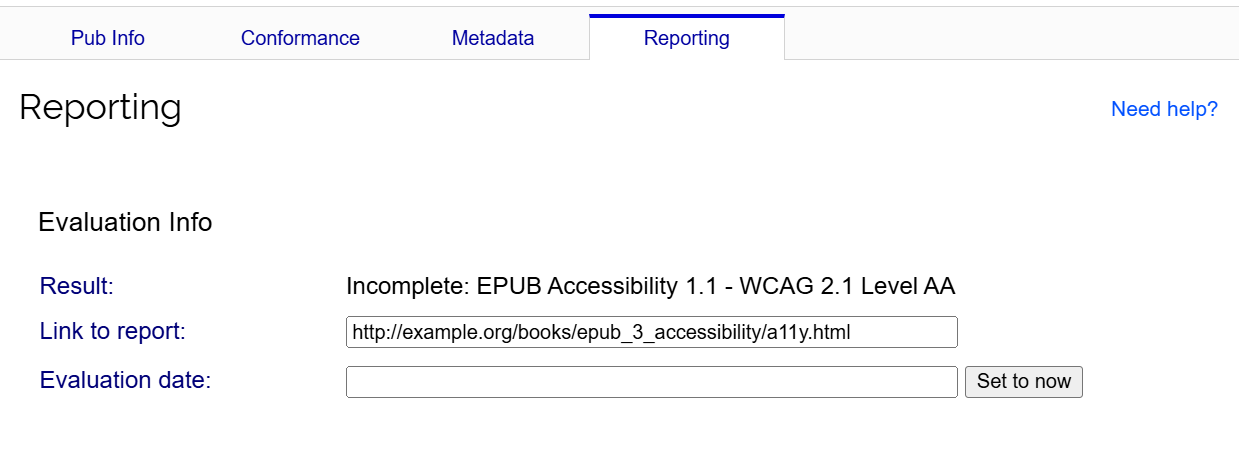 Pub Info Conformance Metadata Reporting
Reporting
Need help?
Evaluation Info
Result: Incomplete: EPUB Accessibility 1.1 - WCAG 2.1 Level AA
Link to report: http://example.org/books/epub_3_accessibility/a11y.html
Evaluation date: Set to now